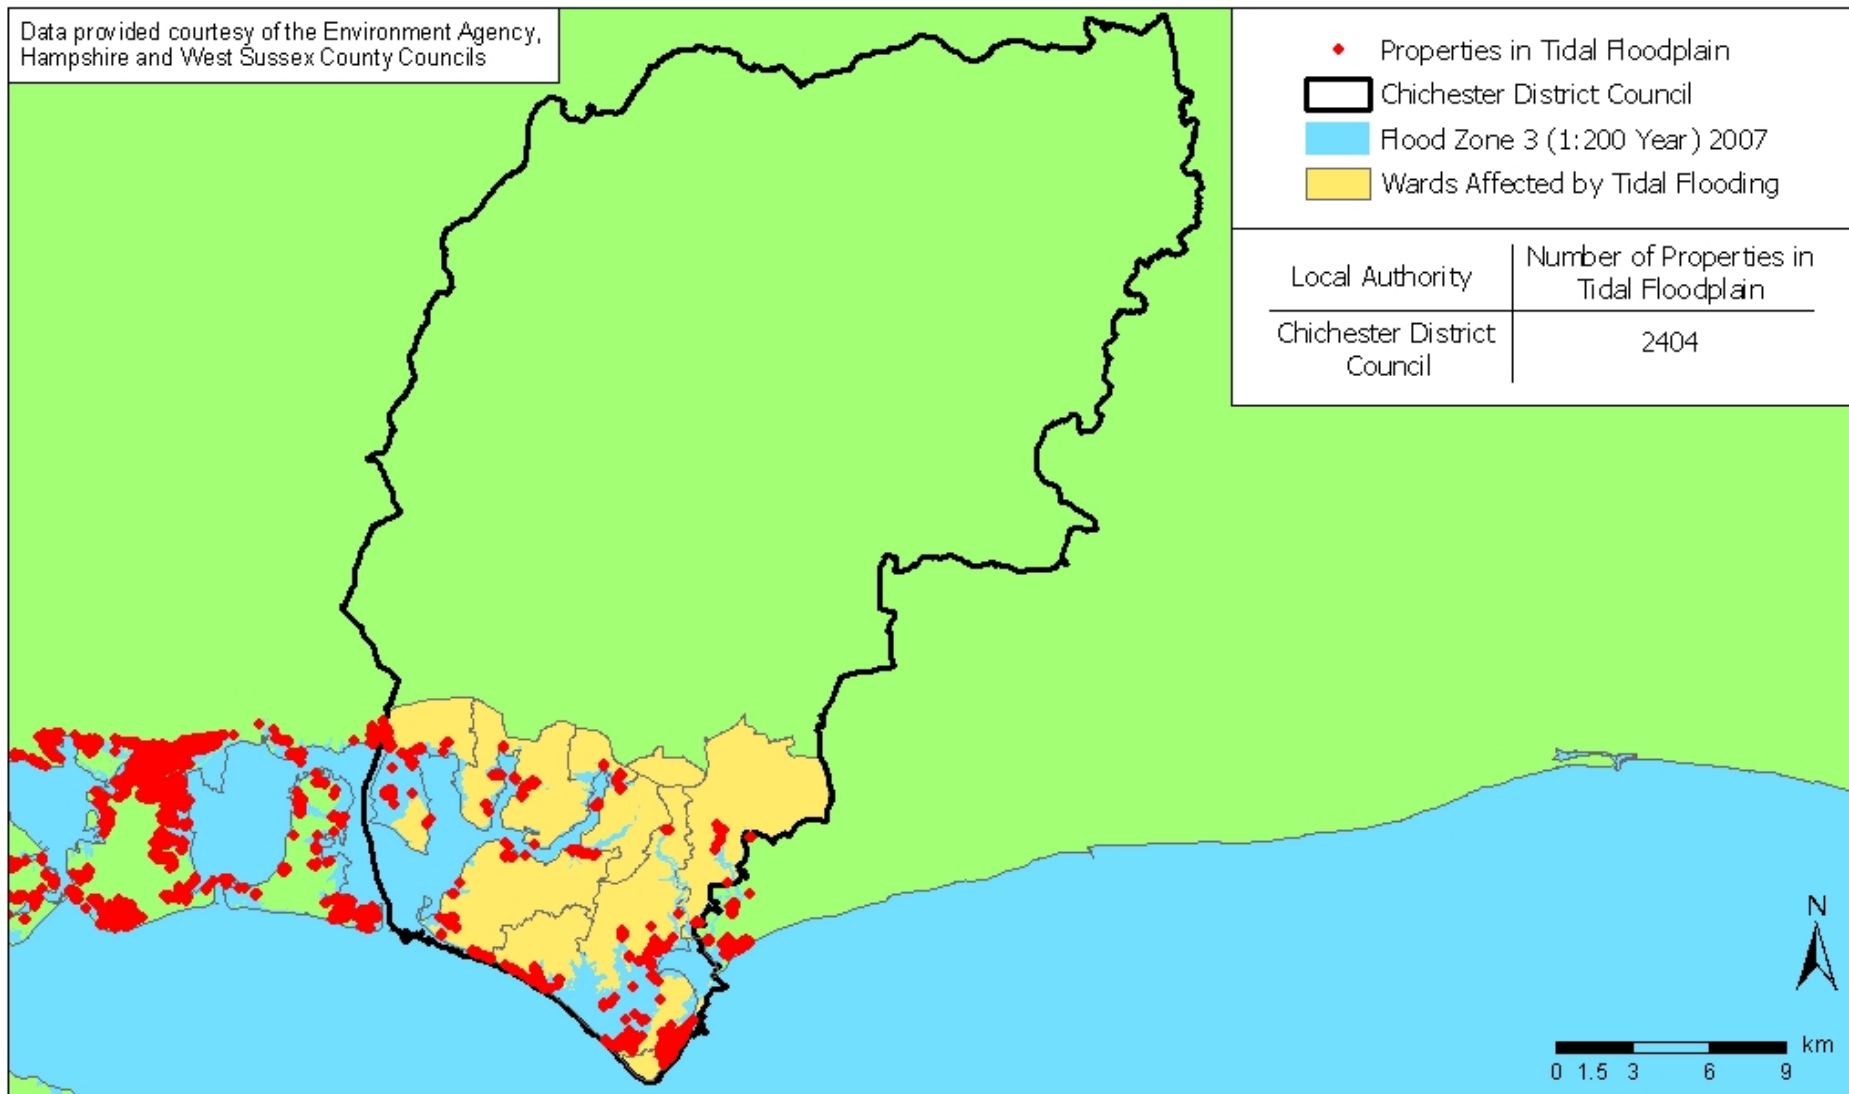 Data provided courtesy of the Environment Agency,
Hampshire and West Sussex County Councils
Properties in Tidal Floodplain
Chichester District Council
Flood Zone 3 (1:200 Year) 2007
Wards Affected by Tidal Flooding
Local Authority
Number of Properties in
Tidal Floodplain
Chichester District
Council
2404
N
km
0 1.5 3 6 9